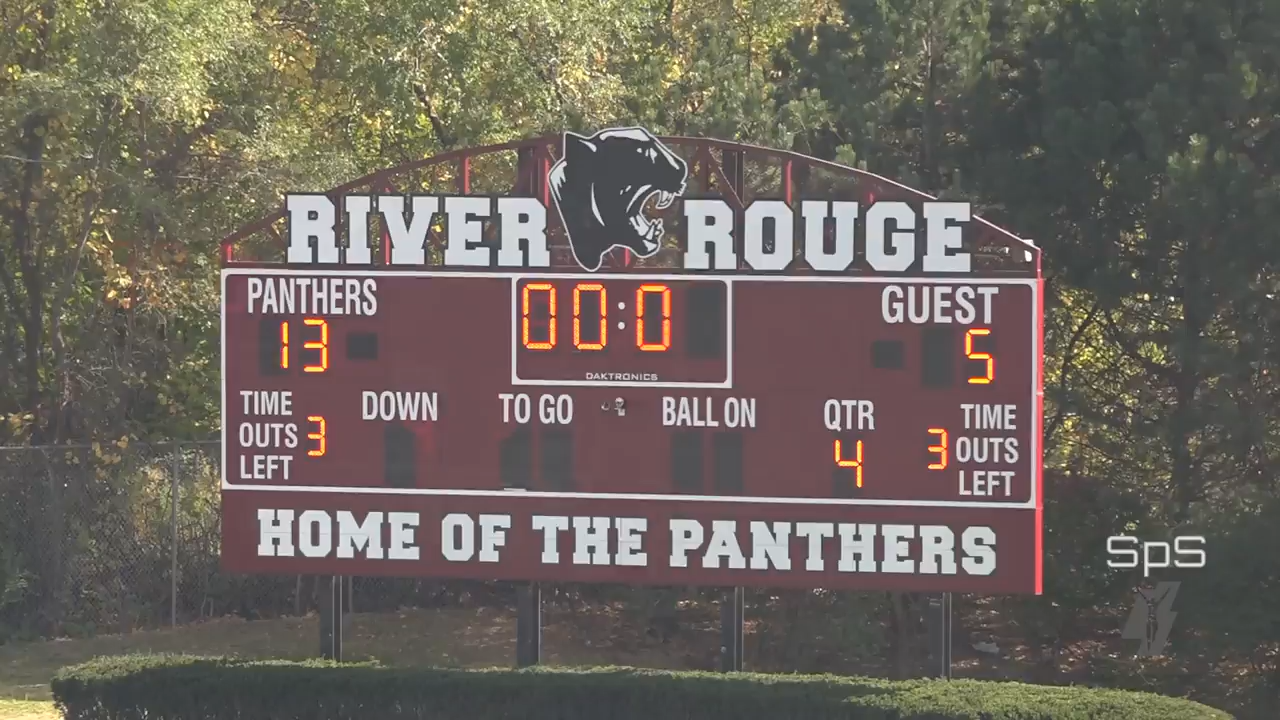 RIVER ROUGE
PANTHERS
00:0
GUEST
13
5
DAKTRONICS
TIME OUTS LEFT
3
DOWN
TO GO
BALL ON
QTR
4
3
TIME OUTS LEFT
HOME OF THE PANTHERS
SpS